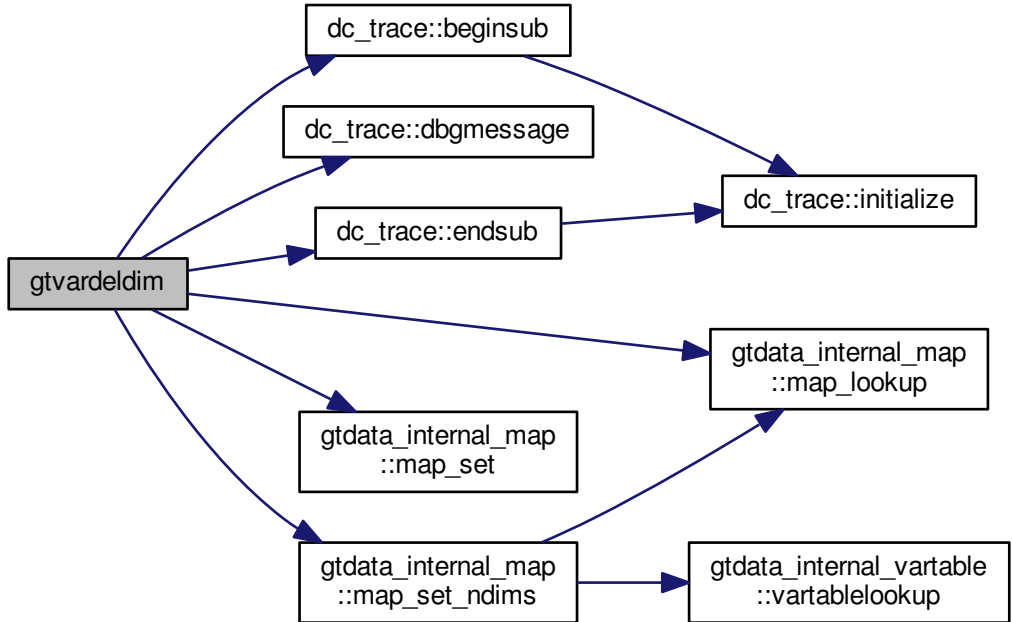 dc_trace::beginsub
dc_trace::dbgmessage
dc_trace::initialize
dc_trace::endsub
gtvardeldim
gtdata_internal_map
::map_lookup
gtdata_internal_map
::map_set
gtdata_internal_map
::map_set_ndims
gtdata_internal_vartable
::vartablelookup